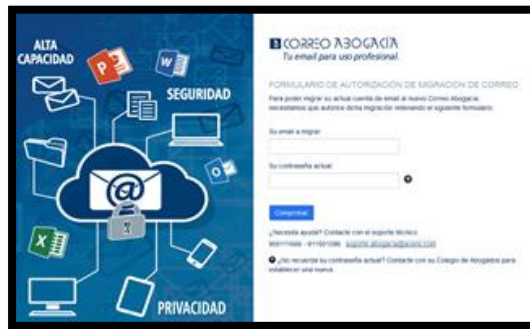 ALTA
CAPACIDAD
SEGURIDAD
PRIVACIDAD
CORREO ABOGACÍA
Tu email para uso profesional.
FORMULARIO DE AUTORIZACIÓN DE MIGRACIÓN DE CORREO
Para poder migrar su actual cuenta de email al nuevo Correo Abogacía,
necesitamos que autorice dicha migración rellenando el siguiente formulario:
Su email a migrar
Su contraseña actual
Comprobar
¿Necesita ayuda? Contacte con el soporte técnico
¿No recuerda su contraseña actual? Contacte con su Colegio de Abogados para
establecer una nueva.